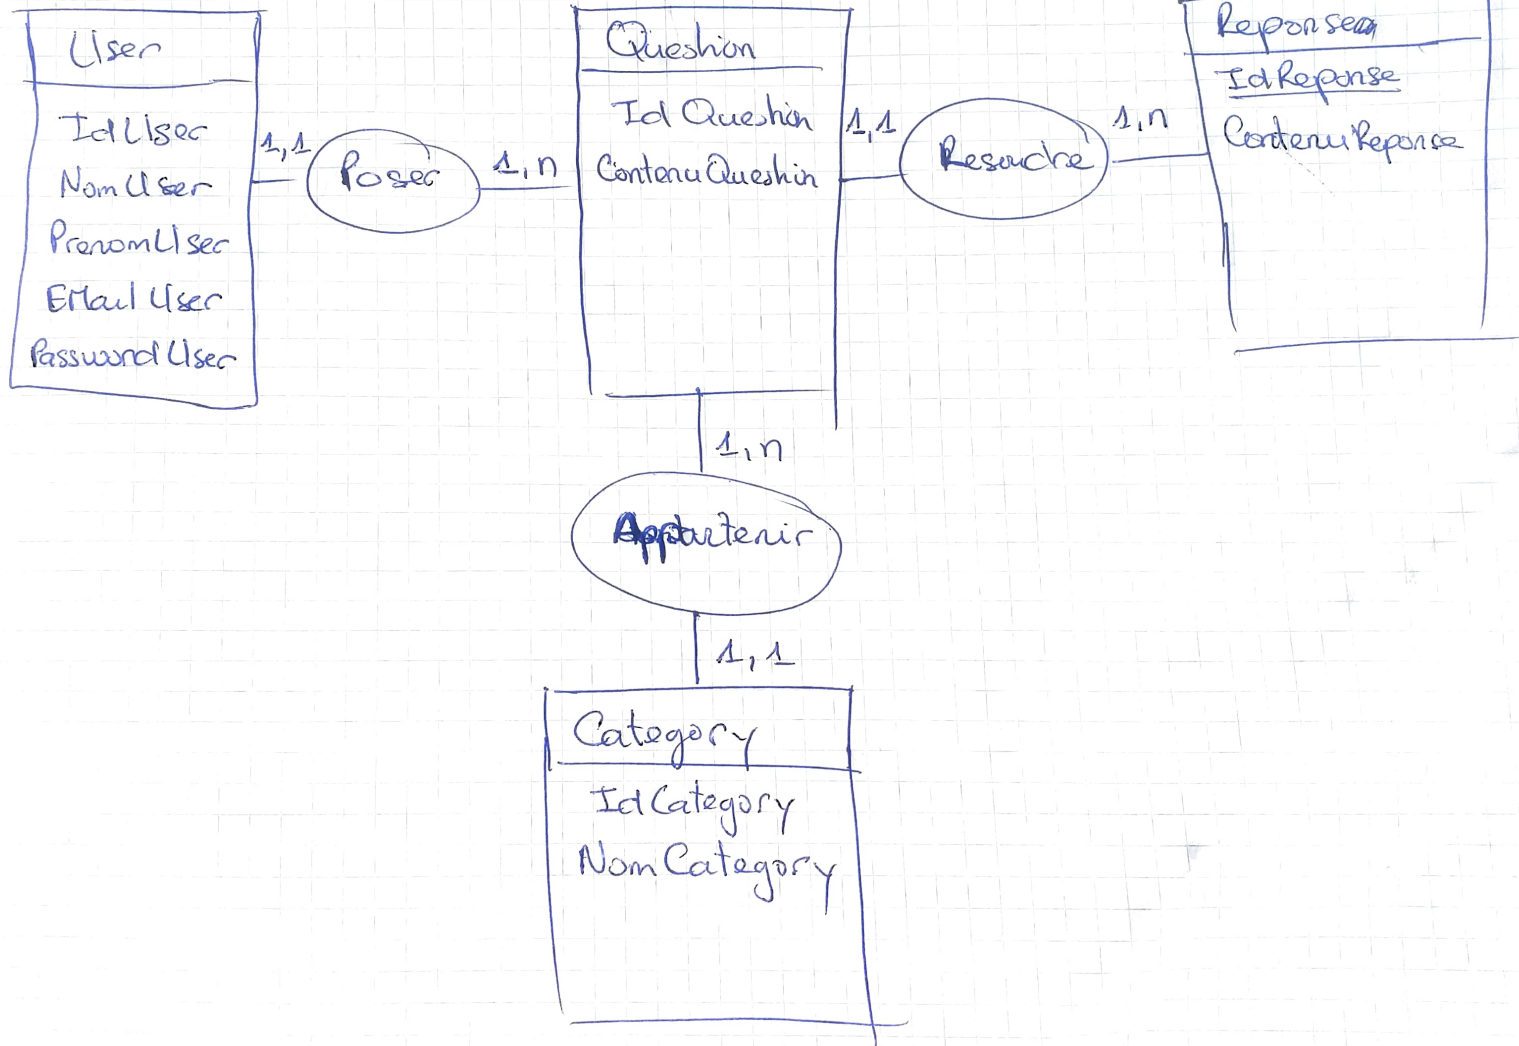 User
IdUser
NomUser
PrenomUser
EMail User
Password User
1,1
Poser
1,n
Question
Id Question
Contenu Question
1,1
Resoudre
1,n
Reponse
IdReponse
ContenuReponse
1,n
Appartenir
1,1
Category
IdCategory
NomCategory